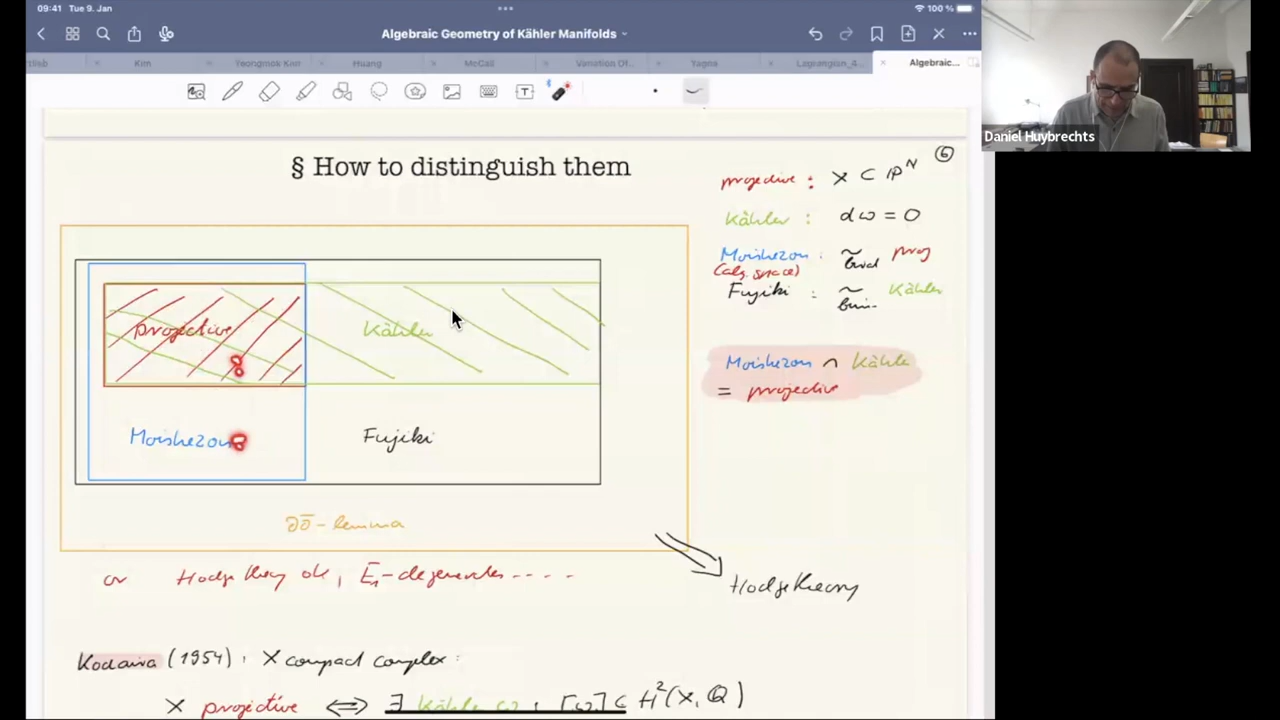 09:41 Tue 9. Jan
100 %
Algebraic Geometry of Kähler Manifolds
Kim
Yeongmok Kim
Huang
McCall
Variation Of...
Yagna
Lagrangian_4...
Algebraic...
Daniel Huybrechts
§ How to distinguish them
6
projective : X ⊂ ℙᴺ
Kähler : dω = 0
Moishezon : ~ proj
(alg. space)
Fujiki : ~ Kähler
projective
Kähler
Moishezon ∩ Kähler
= projective
Moishezon
Fujiki
∂∂̄-lemma
or Hodge theory ok, E₁-degenerates ----
Hodge theory
Kodaira (1954) : X compact complex :
X projective ⟺ ∃ Kähler ω : [ω] ∈ H²(X, ℚ)